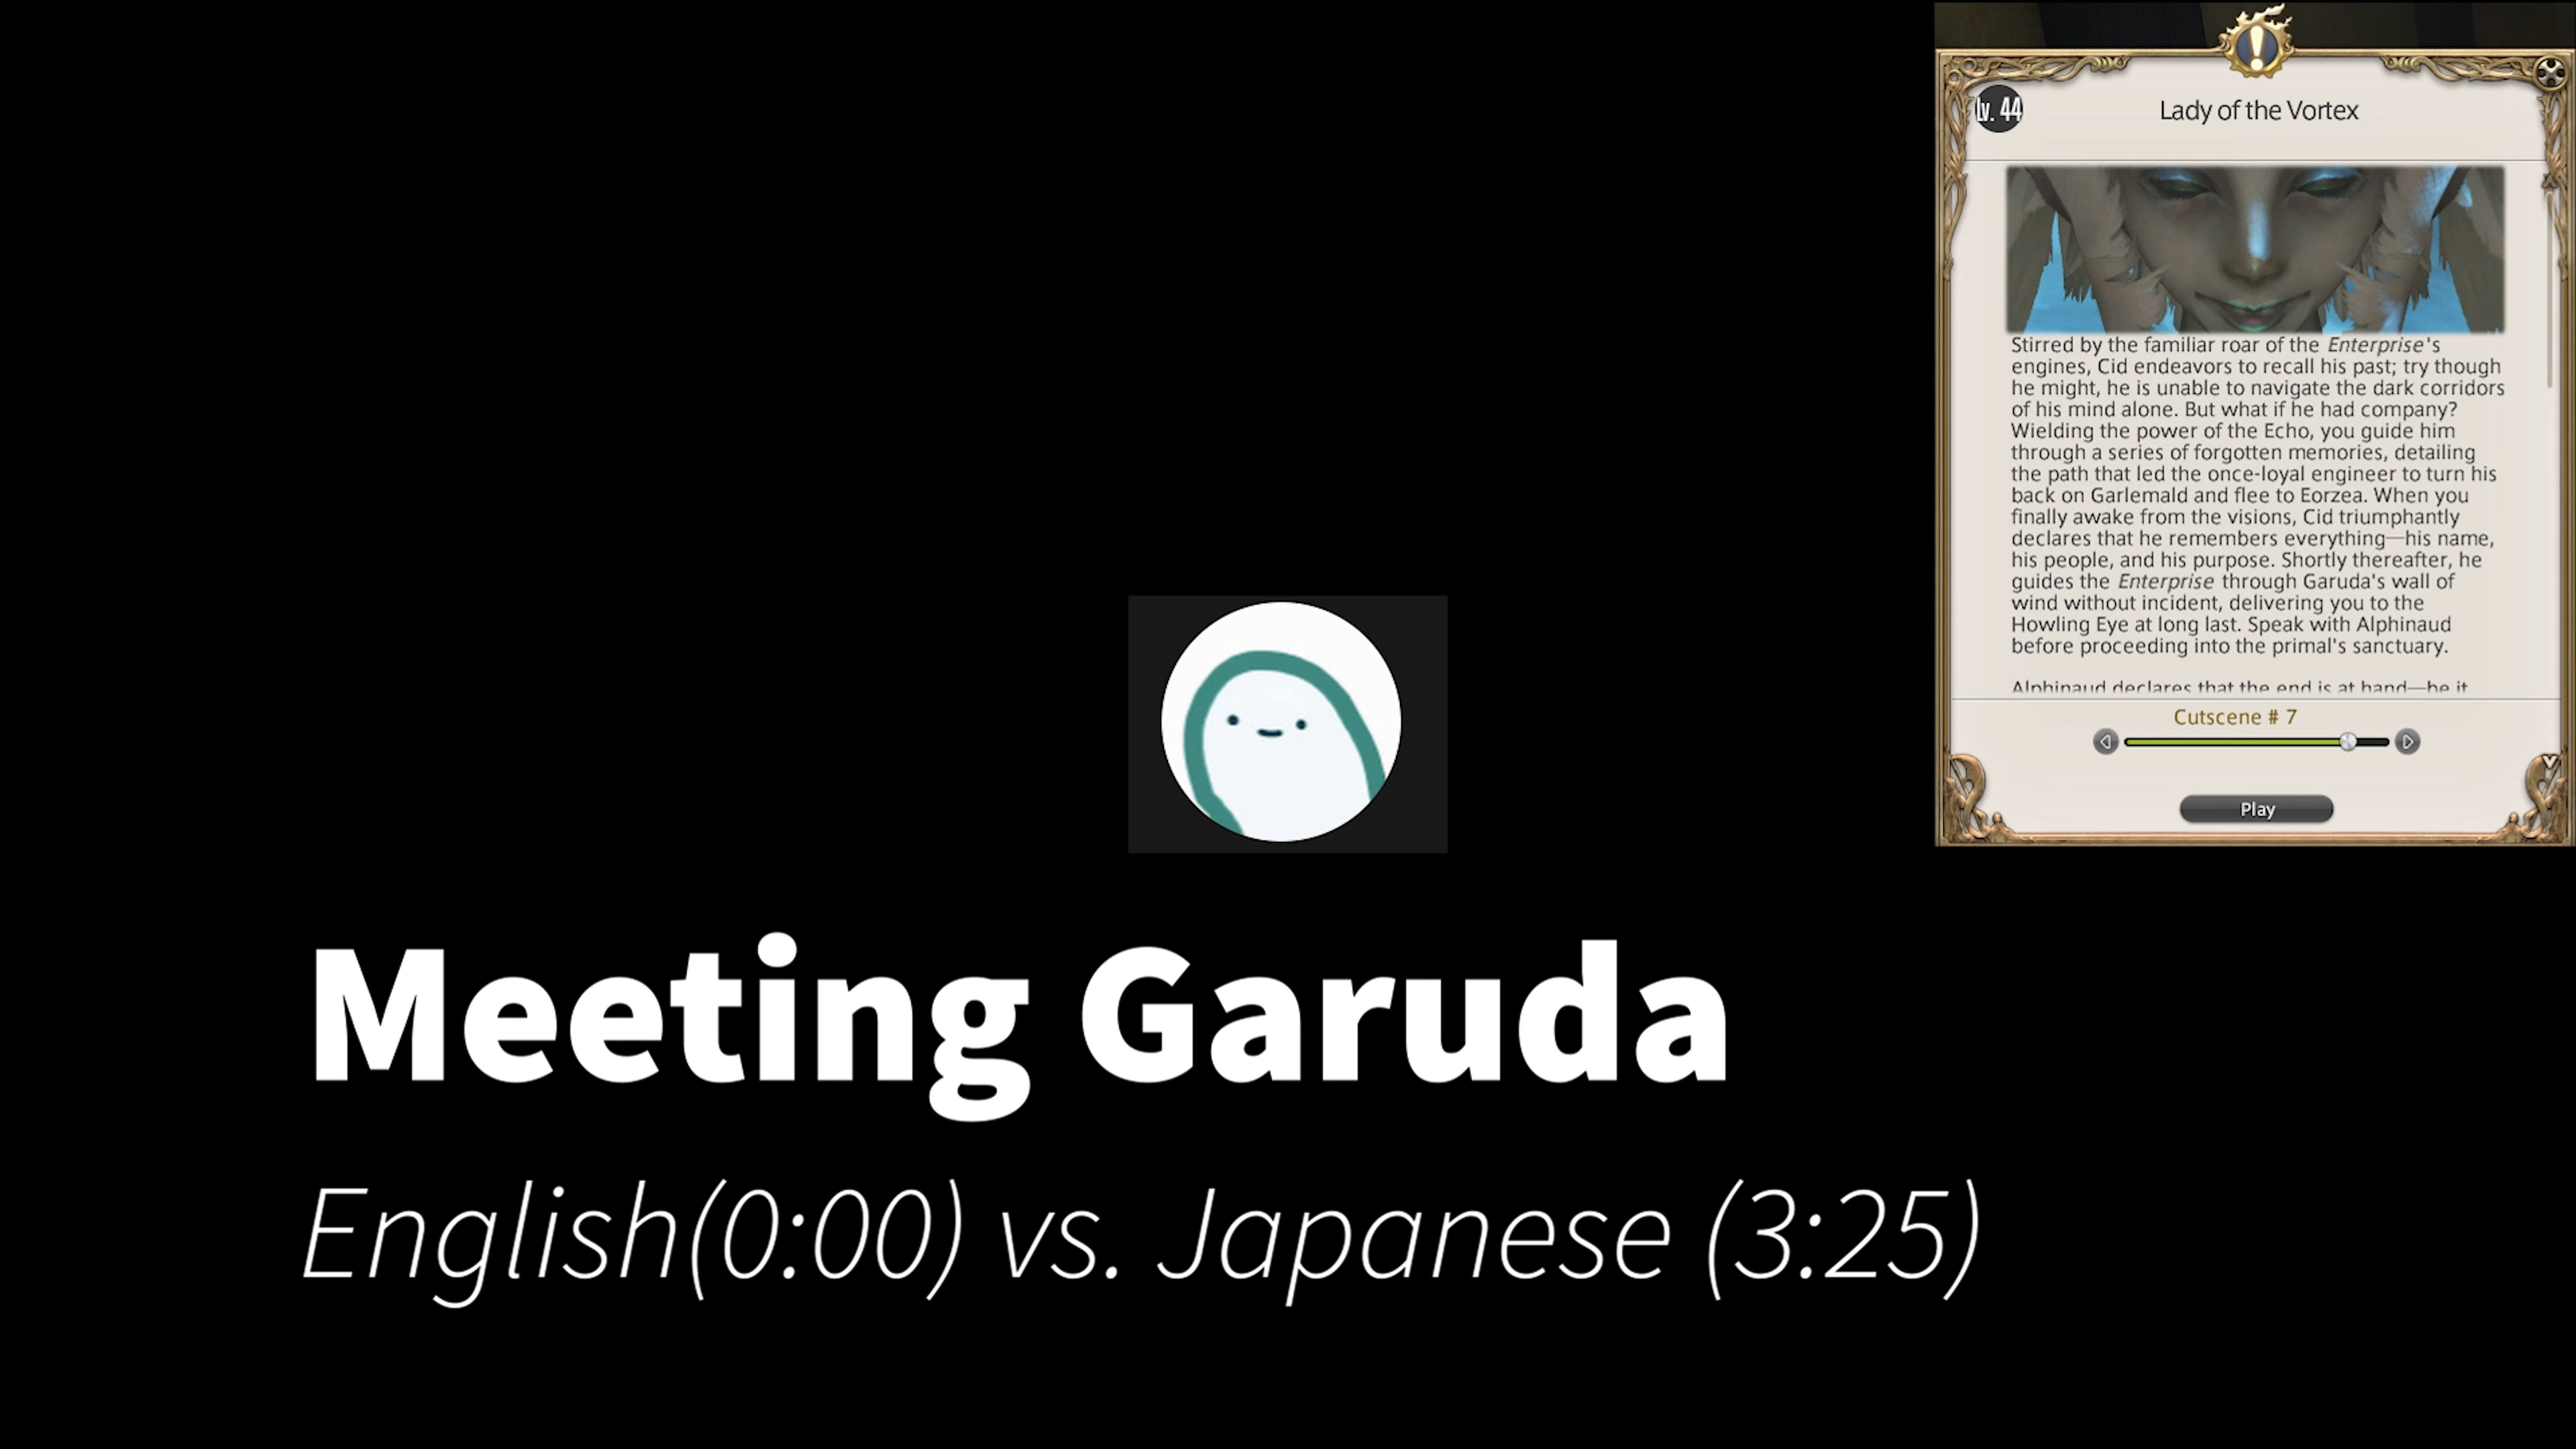 Lv. 44
Lady of the Vortex
Stirred by the familiar roar of the Enterprise's
engines, Cid endeavors to recall his past; try though
he might, he is unable to navigate the dark corridors
of his mind alone. But what if he had company?
Wielding the power of the Echo, you guide him
through a series of forgotten memories, detailing
the path that led the once-loyal engineer to turn his
back on Garlemald and flee to Eorzea. When you
finally awake from the visions, Cid triumphantly
declares that he remembers everything—his name,
his people, and his purpose. Shortly thereafter, he
guides the Enterprise through Garuda's wall of
wind without incident, delivering you to the
Howling Eye at long last. Speak with Alphinaud
before proceeding into the primal's sanctuary.
Alphinaud declares that the end is at hand—be it
Cutscene # 7
Play
Meeting Garuda
English(0:00) vs. Japanese (3:25)